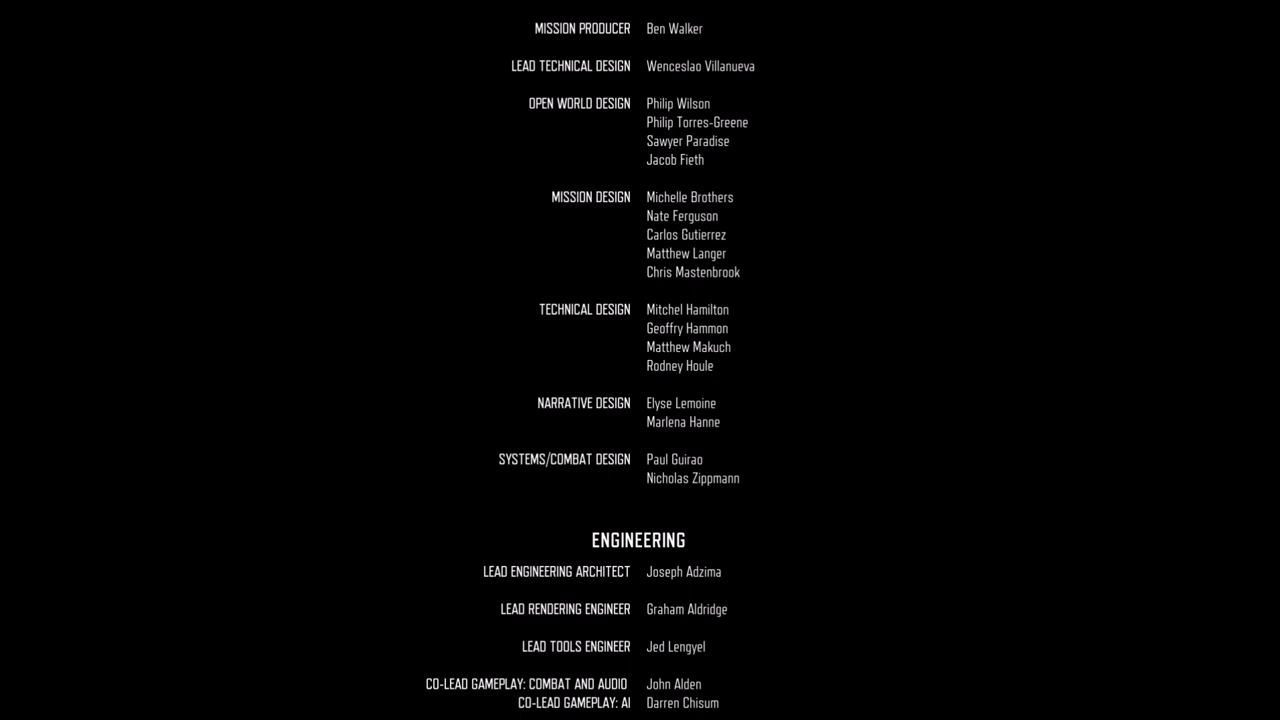 MISSION PRODUCER Ben Walker
LEAD TECHNICAL DESIGN Wenceslao Villanueva
OPEN WORLD DESIGN Philip Wilson
Philip Torres-Greene
Sawyer Paradise
Jacob Fieth
MISSION DESIGN Michelle Brothers
Nate Ferguson
Carlos Gutierrez
Matthew Langer
Chris Mastenbrook
TECHNICAL DESIGN Mitchel Hamilton
Geoffry Hammon
Matthew Makuch
Rodney Houle
NARRATIVE DESIGN Elyse Lemoine
Marlena Hanne
SYSTEMS/COMBAT DESIGN Paul Guirao
Nicholas Zippmann
ENGINEERING
LEAD ENGINEERING ARCHITECT Joseph Adzima
LEAD RENDERING ENGINEER Graham Aldridge
LEAD TOOLS ENGINEER Jed Lengyel
CO-LEAD GAMEPLAY: COMBAT AND AUDIO John Alden
CO-LEAD GAMEPLAY: AI Darren Chisum